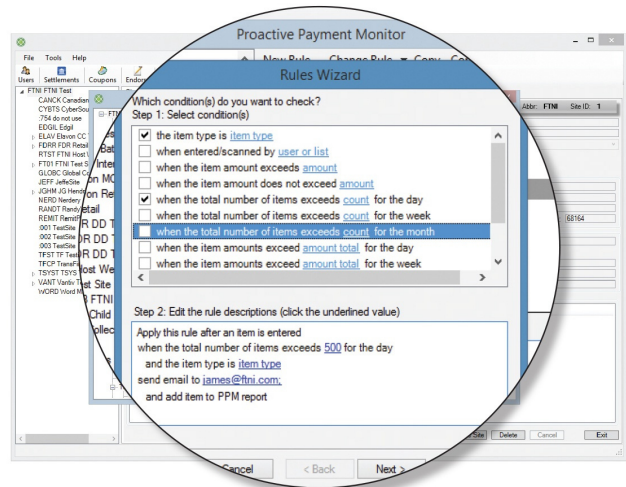 Proactive Payment Monitor
File Tools Help
New Rule Change Rule Copy
Users Settlements Coupons
Rules Wizard
FTNI FTNI Test
CANCK Canadian
CYBTS CyberSou
:754 do not use
EDGIL Edgil
ELAV Elavon CC
FDRR FDR Retail
RTST FTNI Host
FT01 FTNI Test S
GLOBC Global Co
JEFF JeffeSite
JGHM JG Hend
NERD Nerdery
RANDT Randy
REMIT RemitP
:001 TestSite
:002 TestSite
:003 TestSite
TFST TF Test
TFCP TransFi
TSYST TSYS
VANT Vantiv
WORD Word M
Abbr: FTNI Site ID: 1
68164
Which condition(s) do you want to check?
Step 1: Select condition(s)
the item type is item type
when entered/scanned by user or list
when the item amount exceeds amount
when the item amount does not exceed amount
when the total number of items exceeds count for the day
when the total number of items exceeds count for the week
when the total number of items exceeds count for the month
when the item amounts exceed amount total for the day
when the item amounts exceed amount total for the week
Step 2: Edit the rule descriptions (click the underlined value)
Apply this rule after an item is entered
when the total number of items exceeds 500 for the day
and the item type is item type
send email to james@ftni.com;
and add item to PPM report
Site Delete Cancel Exit
Cancel < Back Next >